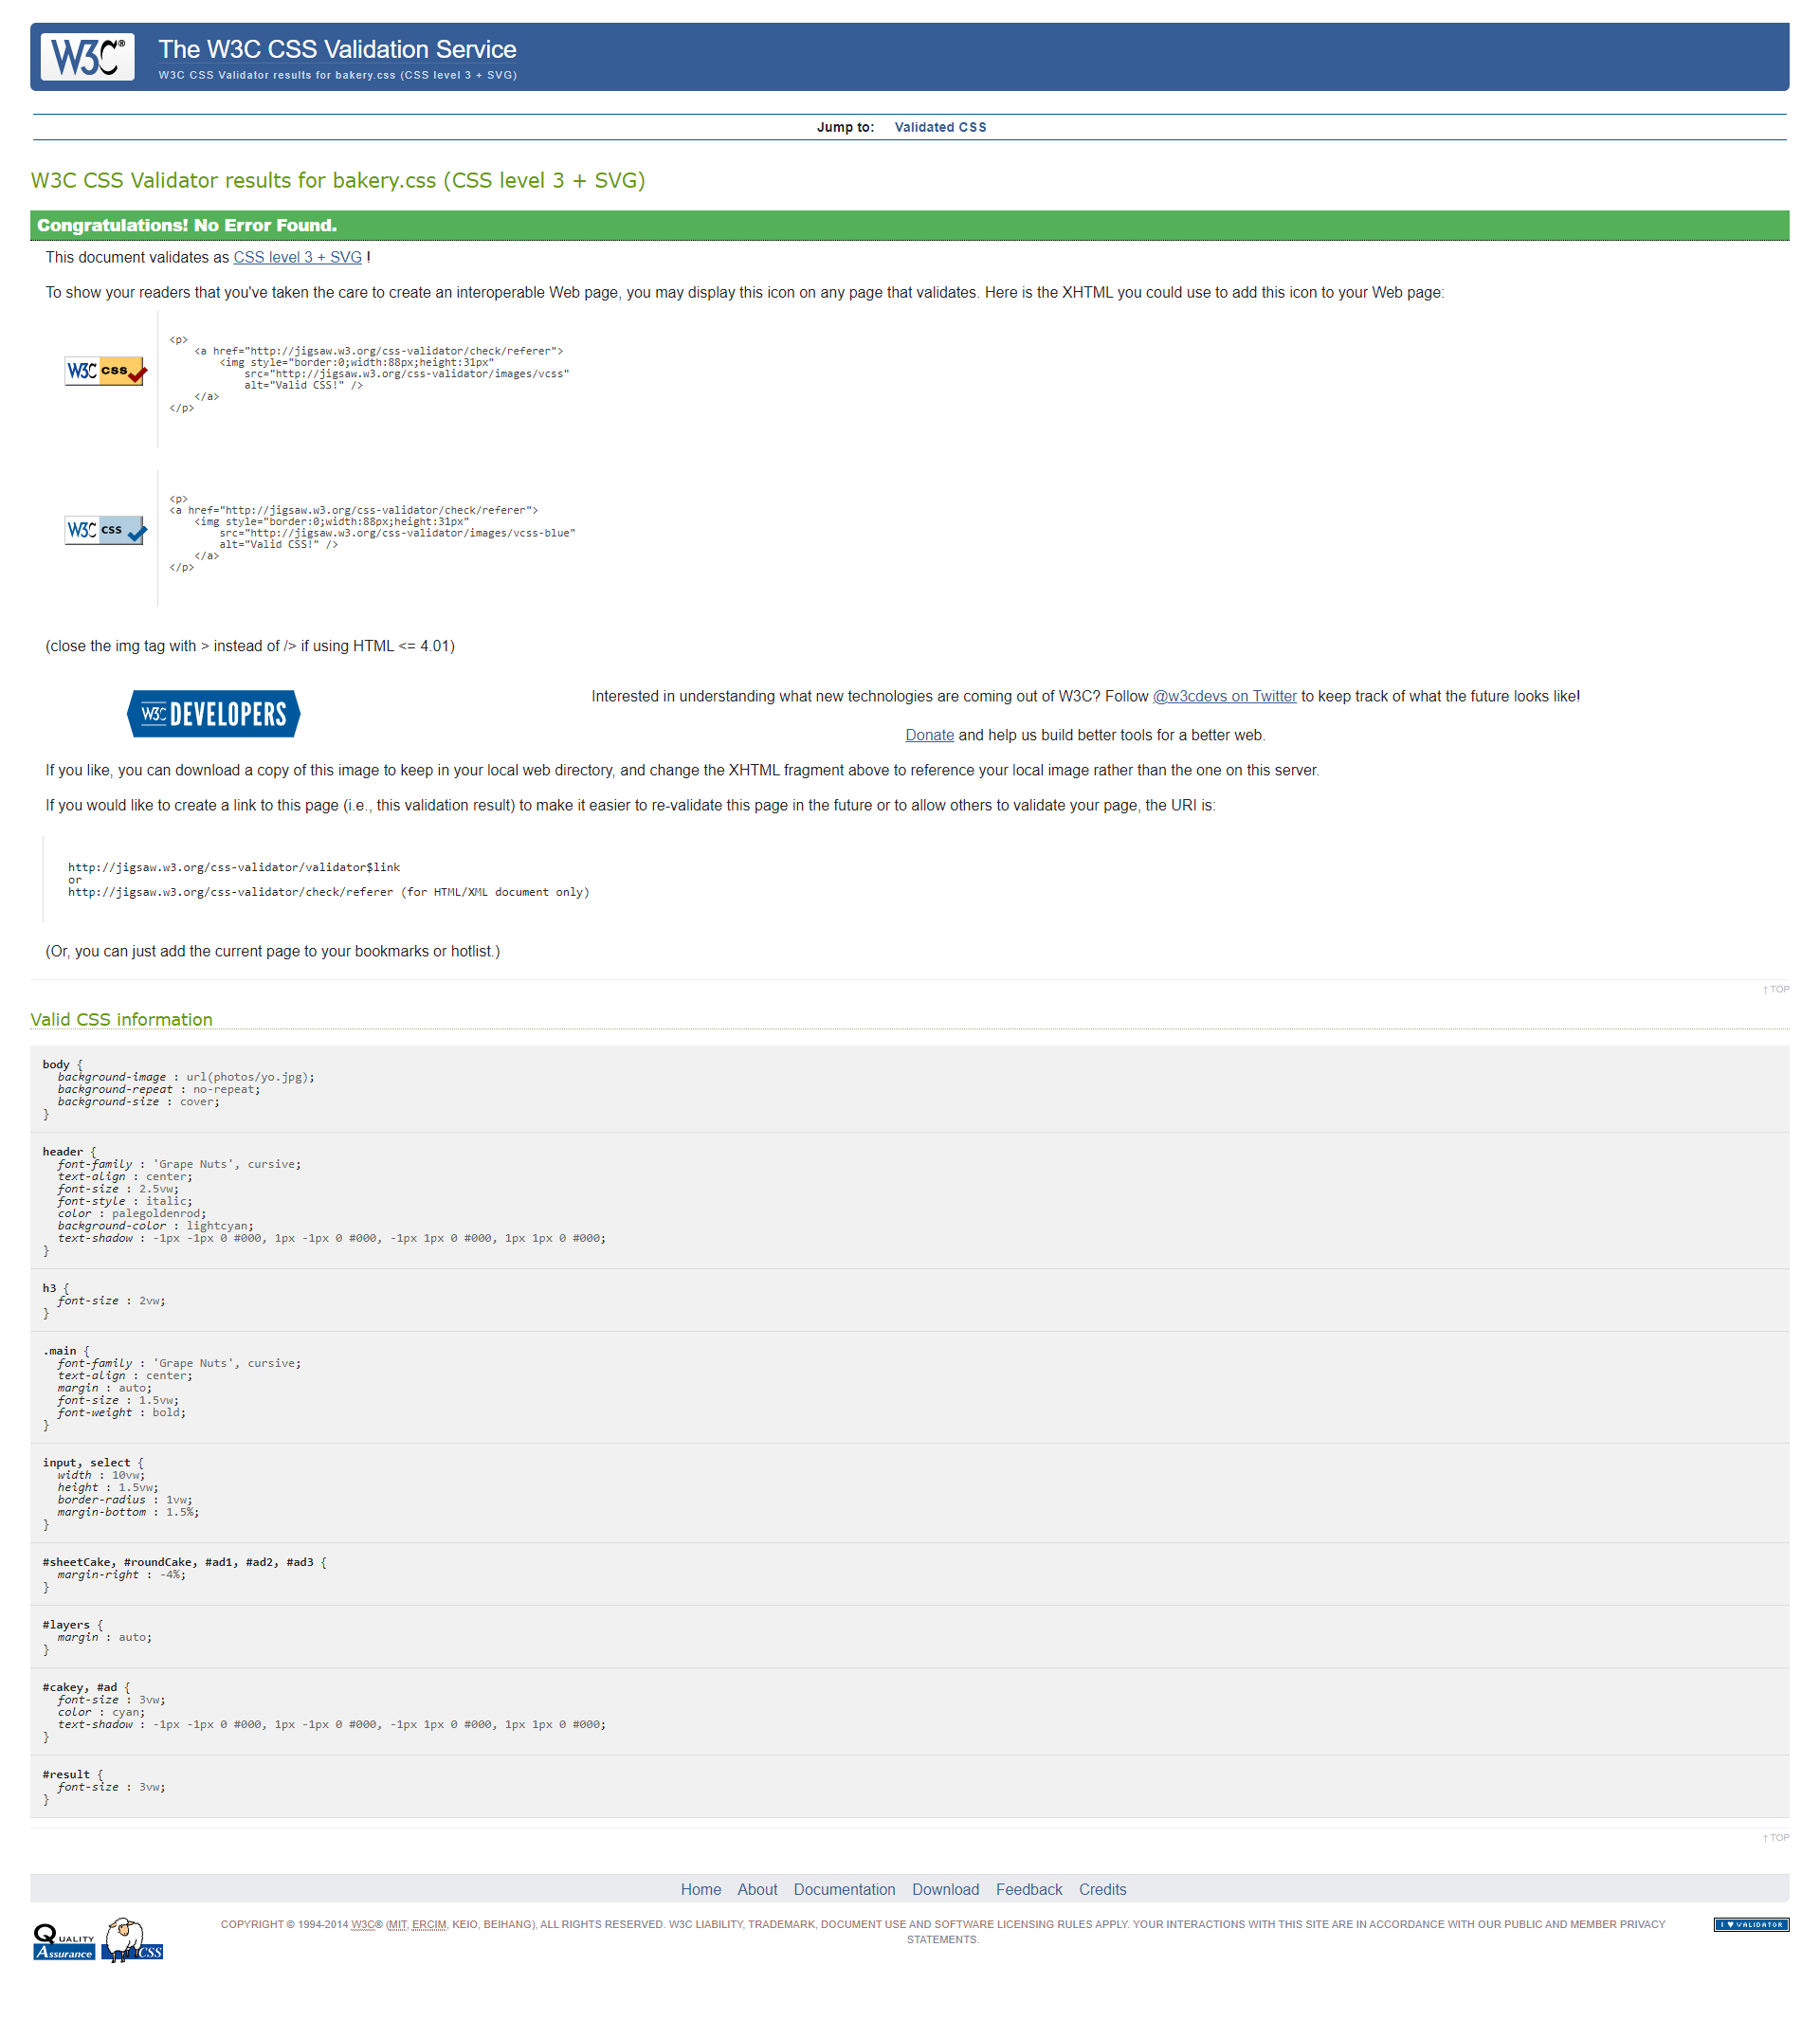 W3C®
The W3C CSS Validation Service
W3C CSS Validator results for bakery.css (CSS level 3 + SVG)
Jump to: Validated CSS
W3C CSS Validator results for bakery.css (CSS level 3 + SVG)
Congratulations! No Error Found.
This document validates as CSS level 3 + SVG !
To show your readers that you've taken the care to create an interoperable Web page, you may display this icon on any page that validates. Here is the XHTML you could use to add this icon to your Web page:
W3C css
<p>
<a href="http://jigsaw.w3.org/css-validator/check/referer">
<img style="border:0;width:88px;height:31px"
src="http://jigsaw.w3.org/css-validator/images/vcss"
alt="Valid CSS!" />
</a>
</p>
W3C css
<p>
<a href="http://jigsaw.w3.org/css-validator/check/referer">
<img style="border:0;width:88px;height:31px"
src="http://jigsaw.w3.org/css-validator/images/vcss-blue"
alt="Valid CSS!" />
</a>
</p>
(close the img tag with > instead of /> if using HTML <= 4.01)
W3C DEVELOPERS
Interested in understanding what new technologies are coming out of W3C? Follow @w3cdevs on Twitter to keep track of what the future looks like!
Donate and help us build better tools for a better web.
If you like, you can download a copy of this image to keep in your local web directory, and change the XHTML fragment above to reference your local image rather than the one on this server.
If you would like to create a link to this page (i.e., this validation result) to make it easier to re-validate this page in the future or to allow others to validate your page, the URI is:
http://jigsaw.w3.org/css-validator/validator$link
or
http://jigsaw.w3.org/css-validator/check/referer (for HTML/XML document only)
(Or, you can just add the current page to your bookmarks or hotlist.)
↑ TOP
Valid CSS information
body {
background-image : url(photos/yo.jpg);
background-repeat : no-repeat;
background-size : cover;
}
header {
font-family : 'Grape Nuts', cursive;
text-align : center;
font-size : 2.5vw;
font-style : italic;
color : palegoldenrod;
background-color : lightcyan;
text-shadow : -1px -1px 0 #000, 1px -1px 0 #000, -1px 1px 0 #000, 1px 1px 0 #000;
}
h3 {
font-size : 2vw;
}
.main {
font-family : 'Grape Nuts', cursive;
text-align : center;
margin : auto;
font-size : 1.5vw;
font-weight : bold;
}
input, select {
width : 10vw;
height : 1.5vw;
border-radius : 1vw;
margin-bottom : 1.5%;
}
#sheetCake, #roundCake, #ad1, #ad2, #ad3 {
margin-right : -4%;
}
#layers {
margin : auto;
}
#cakey, #ad {
font-size : 3vw;
color : cyan;
text-shadow : -1px -1px 0 #000, 1px -1px 0 #000, -1px 1px 0 #000, 1px 1px 0 #000;
}
#result {
font-size : 3vw;
}
↑ TOP
Home About Documentation Download Feedback Credits
QUALITY
Assurance
CSS
COPYRIGHT © 1994-2014 W3C® (MIT, ERCIM, KEIO, BEIHANG), ALL RIGHTS RESERVED. W3C LIABILITY, TRADEMARK, DOCUMENT USE AND SOFTWARE LICENSING RULES APPLY. YOUR INTERACTIONS WITH THIS SITE ARE IN ACCORDANCE WITH OUR PUBLIC AND MEMBER PRIVACY
STATEMENTS.
I ♥ VALIDATOR